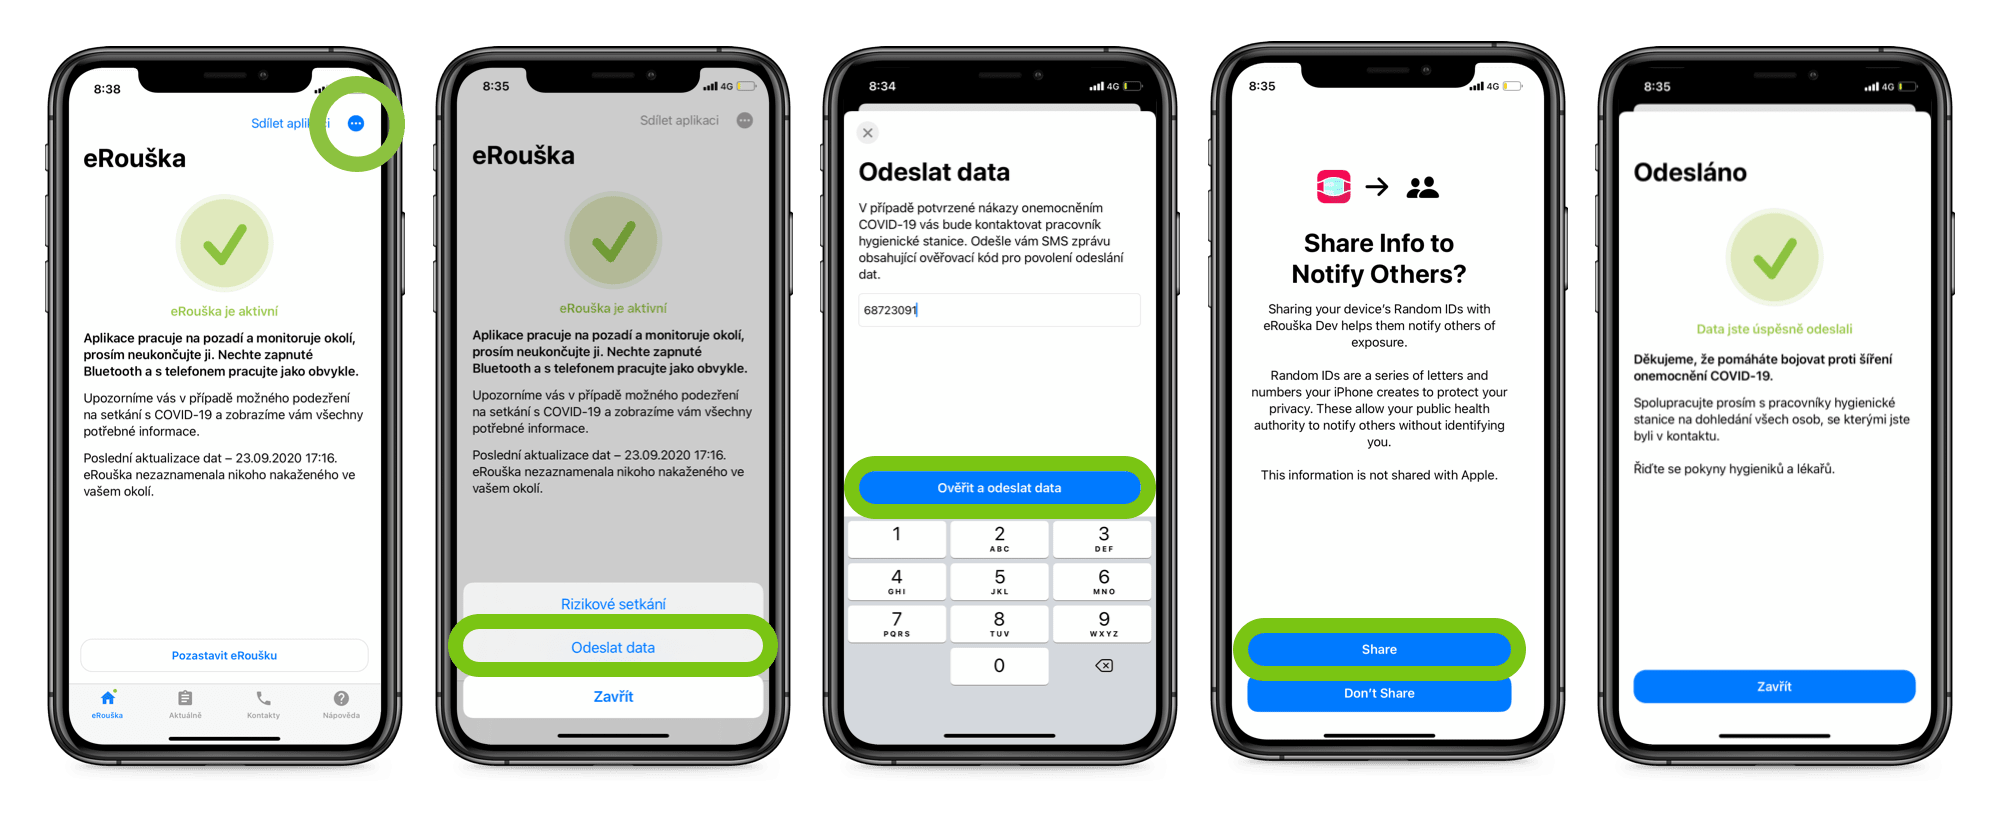 8:38
Sdílet aplikaci
eRouška
eRouška je aktivní
Aplikace pracuje na pozadí a monitoruje okolí,
prosím neukončujte ji. Nechte zapnuté
Bluetooth a s telefonem pracujte jako obvykle.
Upozorníme vás v případě možného podezření
na setkání s COVID-19 a zobrazíme vám všechny
potřebné informace.
Poslední aktualizace dat – 23.09.2020 17:16.
eRouška nezaznamenala nikoho nakaženého ve
vašem okolí.
Pozastavit eRoušku
eRouška
Aktuálně
Kontakty
Nápověda
8:35
4G
Sdílet aplikaci
eRouška
eRouška je aktivní
Aplikace pracuje na pozadí a monitoruje okolí,
prosím neukončujte ji. Nechte zapnuté
Bluetooth a s telefonem pracujte jako obvykle.
Upozorníme vás v případě možného podezření
na setkání s COVID-19 a zobrazíme vám všechny
potřebné informace.
Poslední aktualizace dat – 23.09.2020 17:16.
eRouška nezaznamenala nikoho nakaženého ve
vašem okolí.
Rizikové setkání
Odeslat data
Zavřít
8:34
4G
Odeslat data
V případě potvrzené nákazy onemocněním
COVID-19 vás bude kontaktovat pracovník
hygienické stanice. Odešle vám SMS zprávu
obsahující ověřovací kód pro povolení odeslání
dat.
68723091
Ověřit a odeslat data
1
2
ABC
3
DEF
4
GHI
5
JKL
6
MNO
7
PQRS
8
TUV
9
WXYZ
0
8:35
4G
Share Info to
Notify Others?
Sharing your device's Random IDs with
eRouška Dev helps them notify others of
exposure.
Random IDs are a series of letters and
numbers your iPhone creates to protect your
privacy. These allow your public health
authority to notify others without identifying
you.
This information is not shared with Apple.
Share
Don't Share
8:35
4G
Odesláno
Data jste úspěšně odeslali
Děkujeme, že pomáháte bojovat proti šíření
onemocnění COVID-19.
Spolupracujte prosím s pracovníky hygienické
stanice na dohledání všech osob, se kterými jste
byli v kontaktu.
Řiďte se pokyny hygieniků a lékařů.
Zavřít